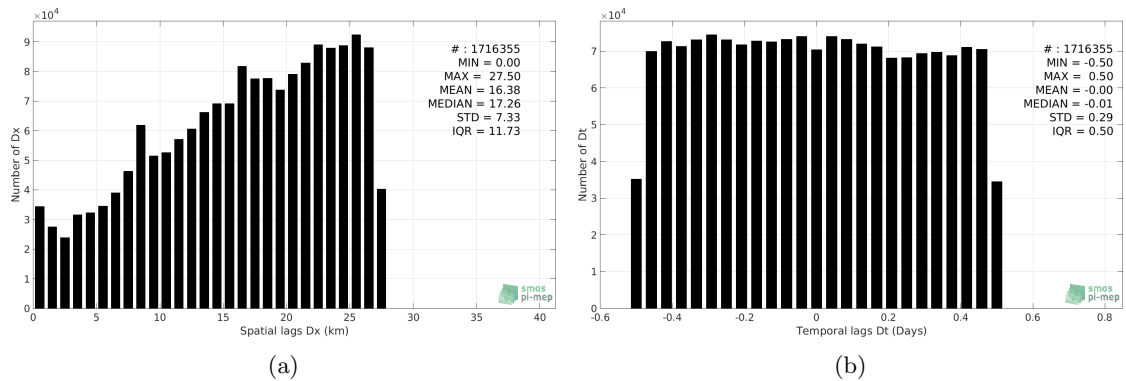 ×10⁴
9
8
7
6
5
4
3
2
1
0
Number of Dx
# : 1716355
MIN = 0.00
MAX = 27.50
MEAN = 16.38
MEDIAN = 17.26
STD = 7.33
IQR = 11.73
smos
pi-mep
0 5 10 15 20 25 30 35 40
Spatial lags Dx (km)
(a)
×10⁴
8
7
6
5
4
3
2
1
0
Number of Dt
# : 1716355
MIN = -0.50
MAX = 0.50
MEAN = -0.00
MEDIAN = -0.01
STD = 0.29
IQR = 0.50
smos
pi-mep
-0.6 -0.4 -0.2 0 0.2 0.4 0.6 0.8
Temporal lags Dt (Days)
(b)